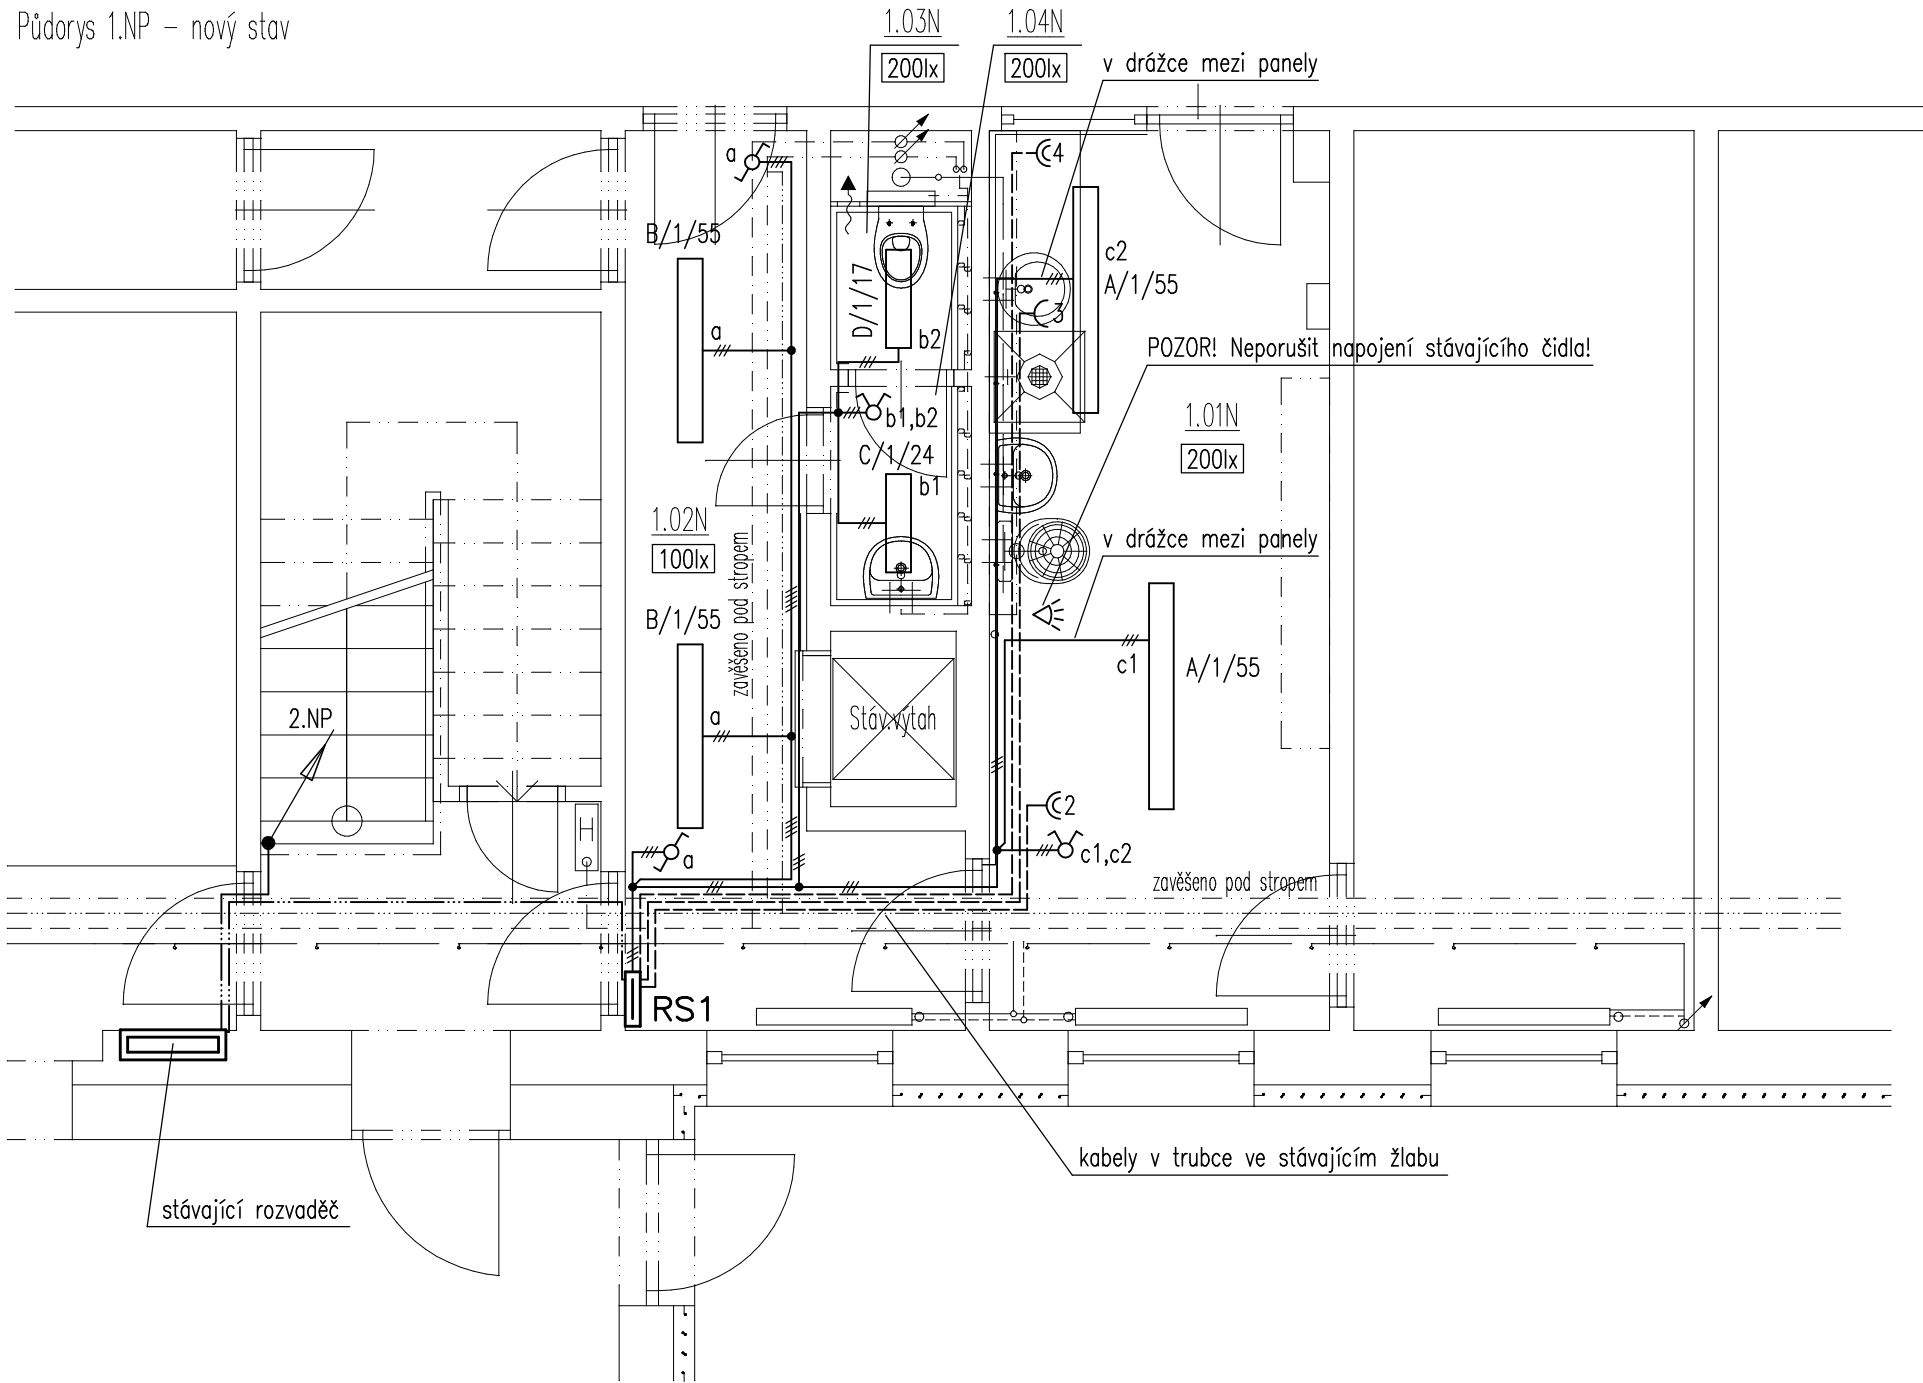 Půdorys 1.NP – nový stav
1.03N
200lx
1.04N
200lx
v drážce mezi panely
a
4
B/1/55
c2
A/1/55
D/1/17
3
a
b2
POZOR! Neporušit napojení stávajícího čidla!
b1,b2
1.01N
200lx
C/1/24
b1
1.02N
100lx
zavěšeno pod stropem
v drážce mezi panely
B/1/55
c1
A/1/55
2.NP
a
Stáv.výtah
2
H
a
c1,c2
zavěšeno pod stropem
RS1
kabely v trubce ve stávajícím žlabu
stávající rozvaděč